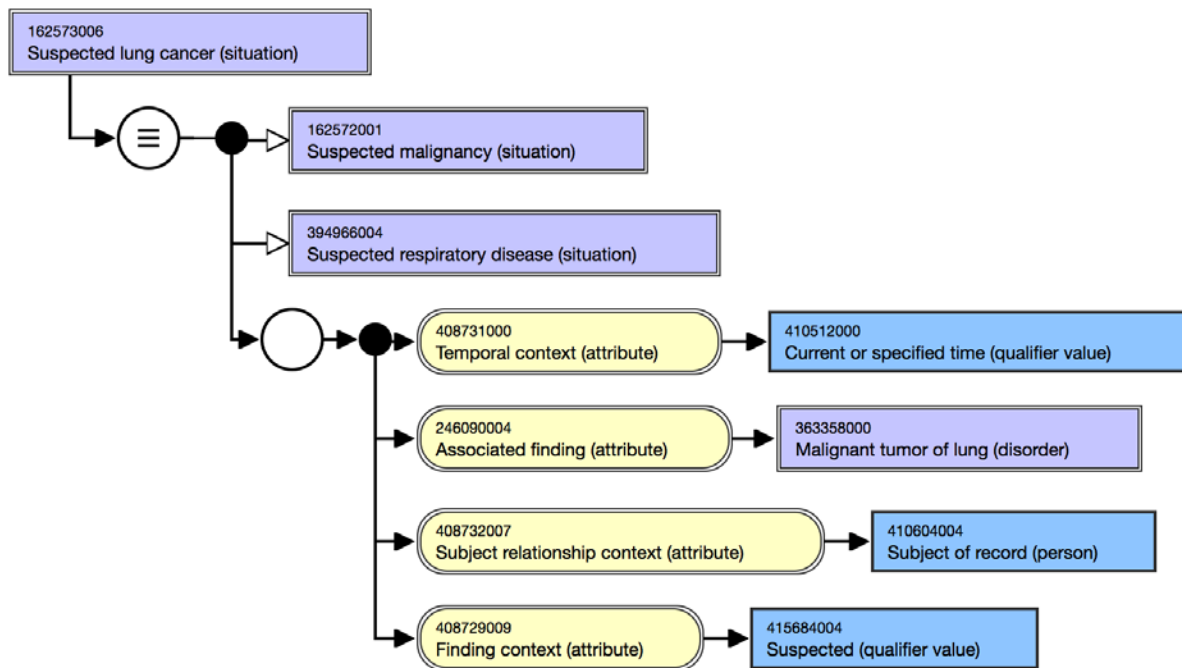 162573006
Suspected lung cancer (situation)
162572001
Suspected malignancy (situation)
394966004
Suspected respiratory disease (situation)
408731000
Temporal context (attribute)
410512000
Current or specified time (qualifier value)
246090004
Associated finding (attribute)
363358000
Malignant tumor of lung (disorder)
408732007
Subject relationship context (attribute)
410604004
Subject of record (person)
408729009
Finding context (attribute)
415684004
Suspected (qualifier value)